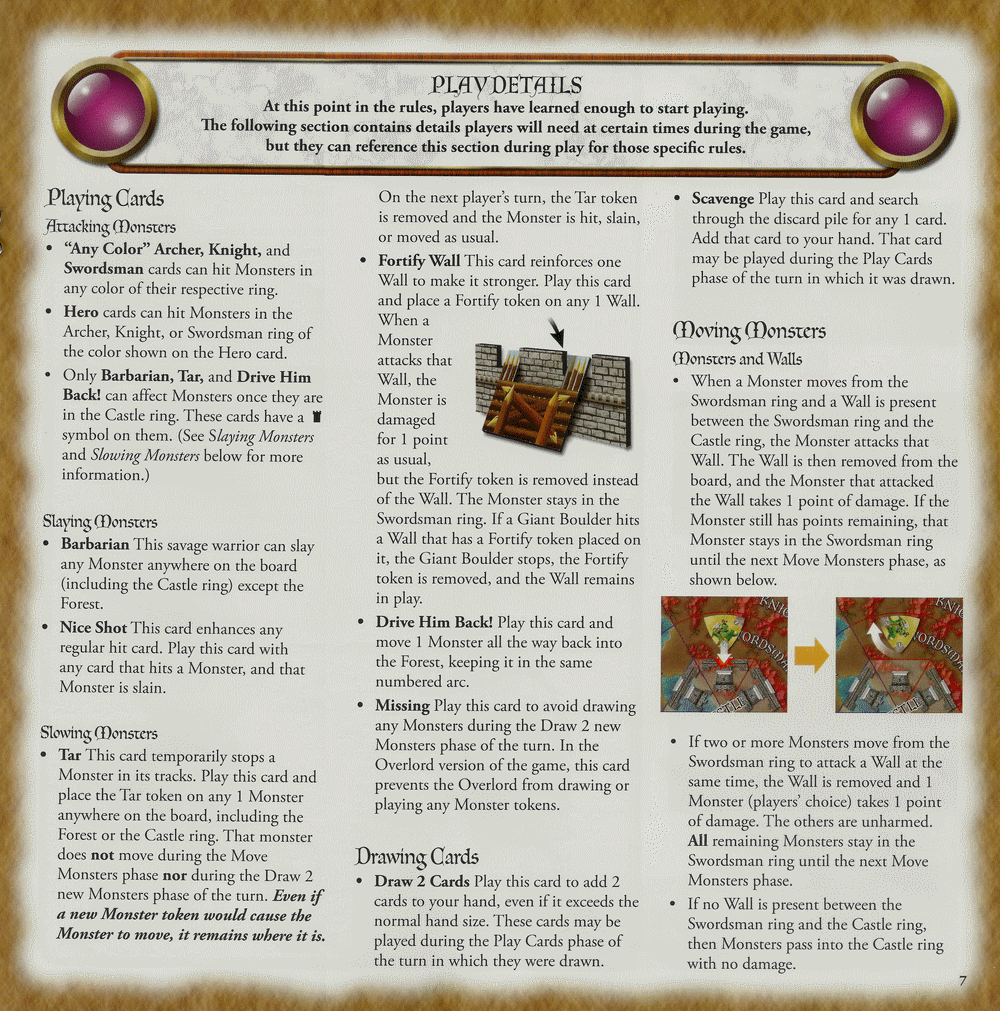 PLAY DETAILS
At this point in the rules, players have learned enough to start playing.
The following section contains details players will need at certain times during the game,
but they can reference this section during play for those specific rules.
Playing Cards
Attacking Monsters
• “Any Color” Archer, Knight, and
Swordsman cards can hit Monsters in
any color of their respective ring.
• Hero cards can hit Monsters in the
Archer, Knight, or Swordsman ring of
the color shown on the Hero card.
• Only Barbarian, Tar, and Drive Him
Back! can affect Monsters once they are
in the Castle ring. These cards have a
symbol on them. (See Slaying Monsters
and Slowing Monsters below for more
information.)
Slaying Monsters
• Barbarian This savage warrior can slay
any Monster anywhere on the board
(including the Castle ring) except the
Forest.
• Nice Shot This card enhances any
regular hit card. Play this card with
any card that hits a Monster, and that
Monster is slain.
Slowing Monsters
• Tar This card temporarily stops a
Monster in its tracks. Play this card and
place the Tar token on any 1 Monster
anywhere on the board, including the
Forest or the Castle ring. That monster
does not move during the Move
Monsters phase nor during the Draw 2
new Monsters phase of the turn. Even if
a new Monster token would cause the
Monster to move, it remains where it is.
On the next player’s turn, the Tar token
is removed and the Monster is hit, slain,
or moved as usual.
• Fortify Wall This card reinforces one
Wall to make it stronger. Play this card
and place a Fortify token on any 1 Wall.
When a
Monster
attacks that
Wall, the
Monster is
damaged
for 1 point
as usual,
but the Fortify token is removed instead
of the Wall. The Monster stays in the
Swordsman ring. If a Giant Boulder hits
a Wall that has a Fortify token placed on
it, the Giant Boulder stops, the Fortify
token is removed, and the Wall remains
in play.
• Drive Him Back! Play this card and
move 1 Monster all the way back into
the Forest, keeping it in the same
numbered arc.
• Missing Play this card to avoid drawing
any Monsters during the Draw 2 new
Monsters phase of the turn. In the
Overlord version of the game, this card
prevents the Overlord from drawing or
playing any Monster tokens.
Drawing Cards
• Draw 2 Cards Play this card to add 2
cards to your hand, even if it exceeds the
normal hand size. These cards may be
played during the Play Cards phase of
the turn in which they were drawn.
• Scavenge Play this card and search
through the discard pile for any 1 card.
Add that card to your hand. That card
may be played during the Play Cards
phase of the turn in which it was drawn.
Moving Monsters
Monsters and Walls
• When a Monster moves from the
Swordsman ring and a Wall is present
between the Swordsman ring and the
Castle ring, the Monster attacks that
Wall. The Wall is then removed from the
board, and the Monster that attacked
the Wall takes 1 point of damage. If the
Monster still has points remaining, that
Monster stays in the Swordsman ring
until the next Move Monsters phase, as
shown below.
• If two or more Monsters move from the
Swordsman ring to attack a Wall at the
same time, the Wall is removed and 1
Monster (players’ choice) takes 1 point
of damage. The others are unharmed.
All remaining Monsters stay in the
Swordsman ring until the next Move
Monsters phase.
• If no Wall is present between the
Swordsman ring and the Castle ring,
then Monsters pass into the Castle ring
with no damage.
7